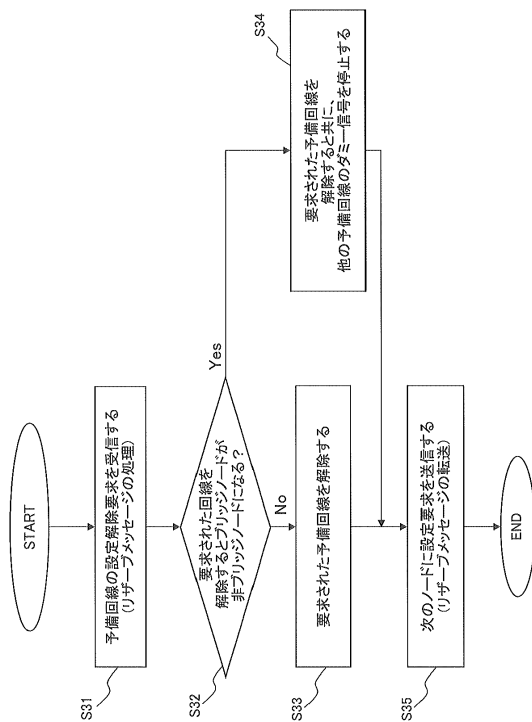 START
S31
予備回線の設定解除要求を受信する
(リザーブメッセージの処理)
S32
要求された回線を
解除するとブリッジノードが
非ブリッジノードになる?
Yes
No
S33
要求された予備回線を解除する
S34
要求された予備回線を
解除すると共に、
他の予備回線のダミー信号を停止する
S35
次のノードに設定要求を送信する
(リザーブメッセージの転送)
END